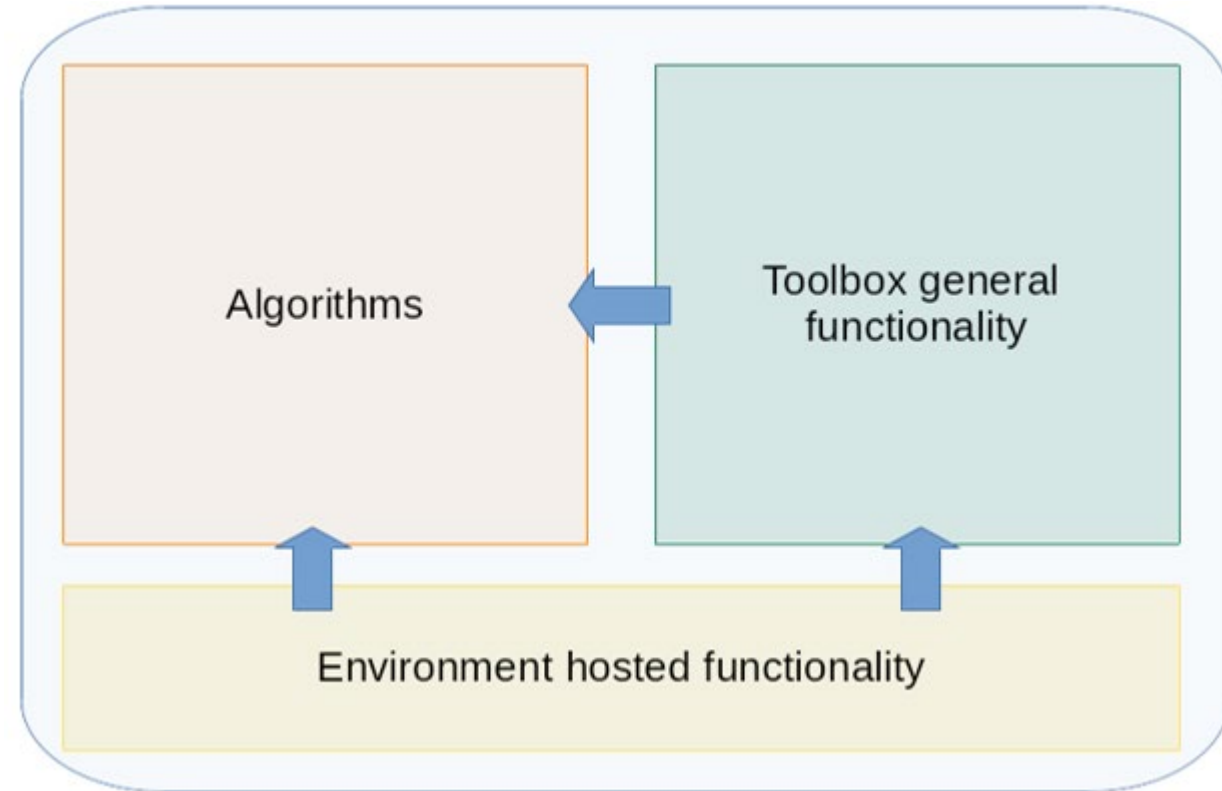 Algorithms
Toolbox general
functionality
Environment hosted functionality